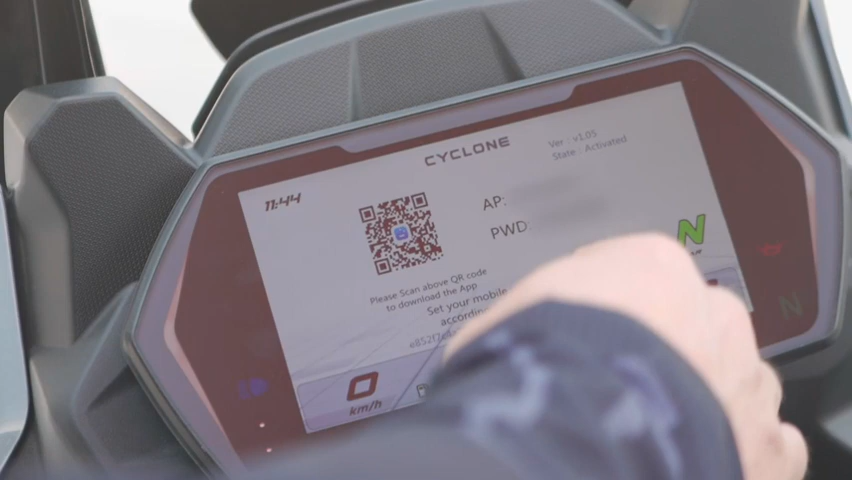 CYCLONE
Ver : v1.05
State : Activated
11:44
AP:
PWD:
N
Please Scan above QR code
to download the App
Set your mobile
0
km/h
N